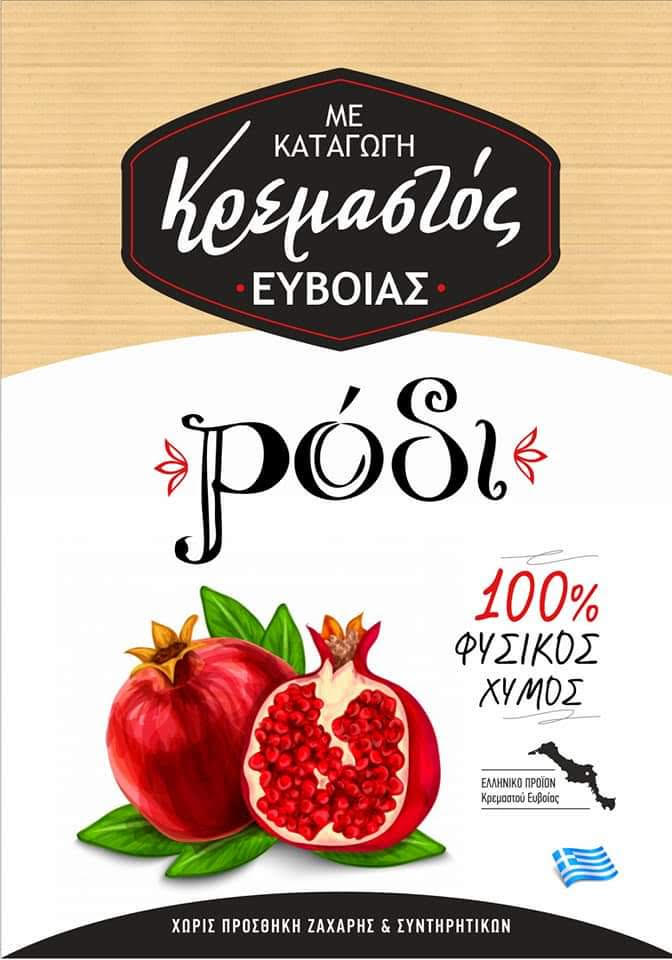 ΜΕ
ΚΑΤΑΓΩΓΗ
Κρεμαστός
• ΕΥΒΟΙΑΣ •
ρόδι
100%
ΦΥΣΙΚΟΣ
ΧΥΜΟΣ
ΕΛΛΗΝΙΚΟ ΠΡΟΪΟΝ
Κρεμαστού Ευβοίας
ΧΩΡΙΣ ΠΡΟΣΘΗΚΗ ΖΑΧΑΡΗΣ & ΣΥΝΤΗΡΗΤΙΚΩΝ